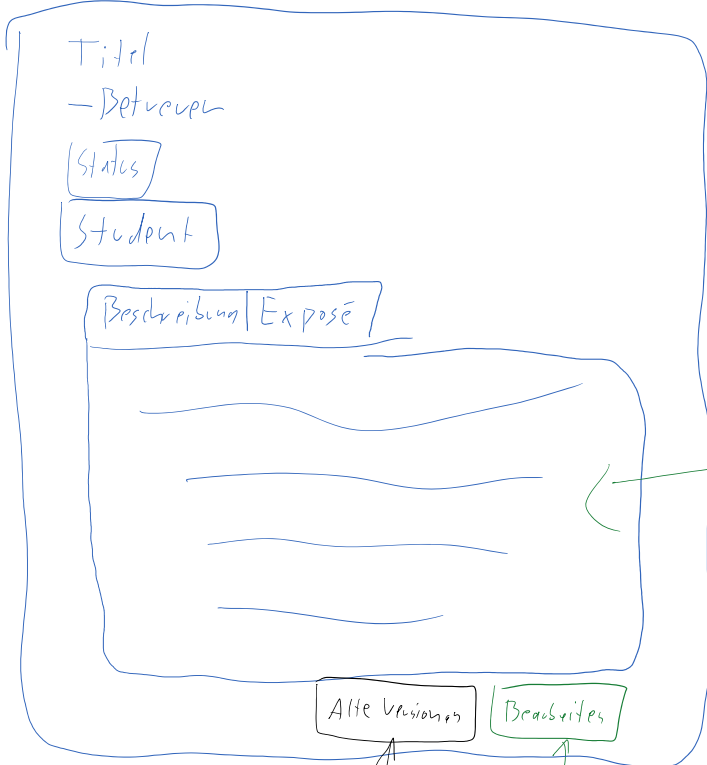 Titel
– Betreuer
Status
Student
Beschreibung | Exposé
Alte Versionen
Bearbeiten